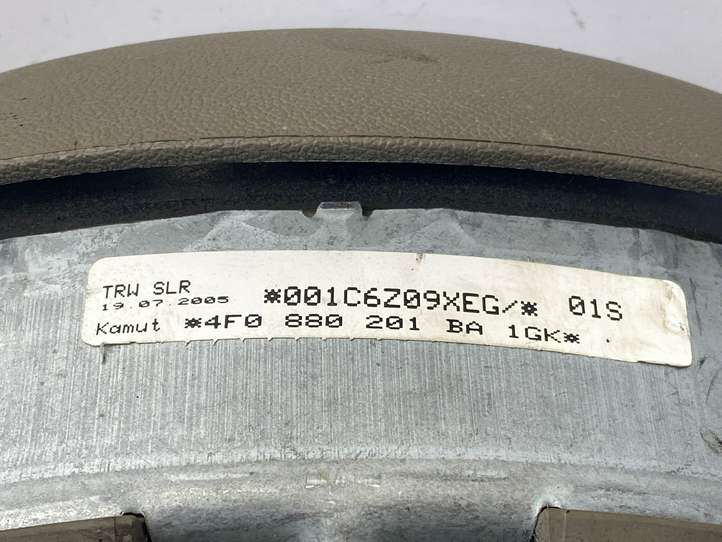 TRW SLR *001C6Z09XEG/* 01S
19.07.2005
Kamut *4F0 880 201 BA 1GK*